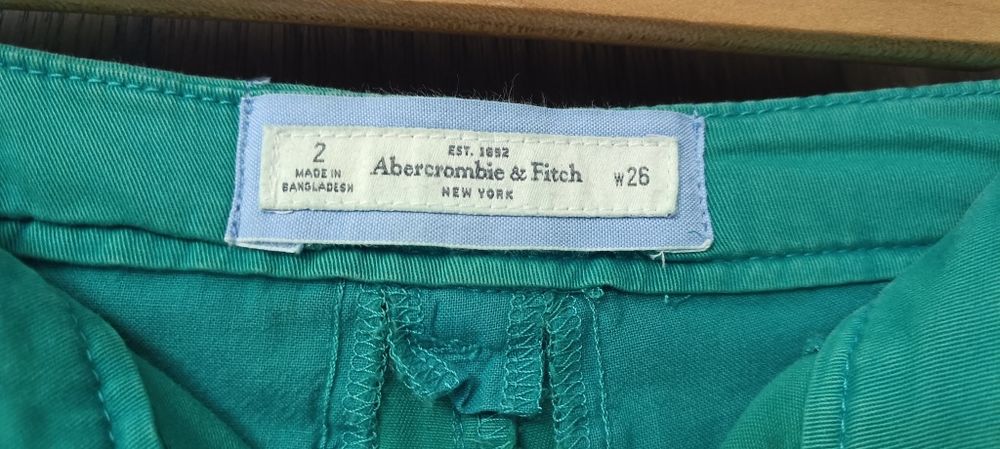 2
MADE IN
BANGLADESH
EST. 1892
Abercrombie & Fitch
NEW YORK
W26